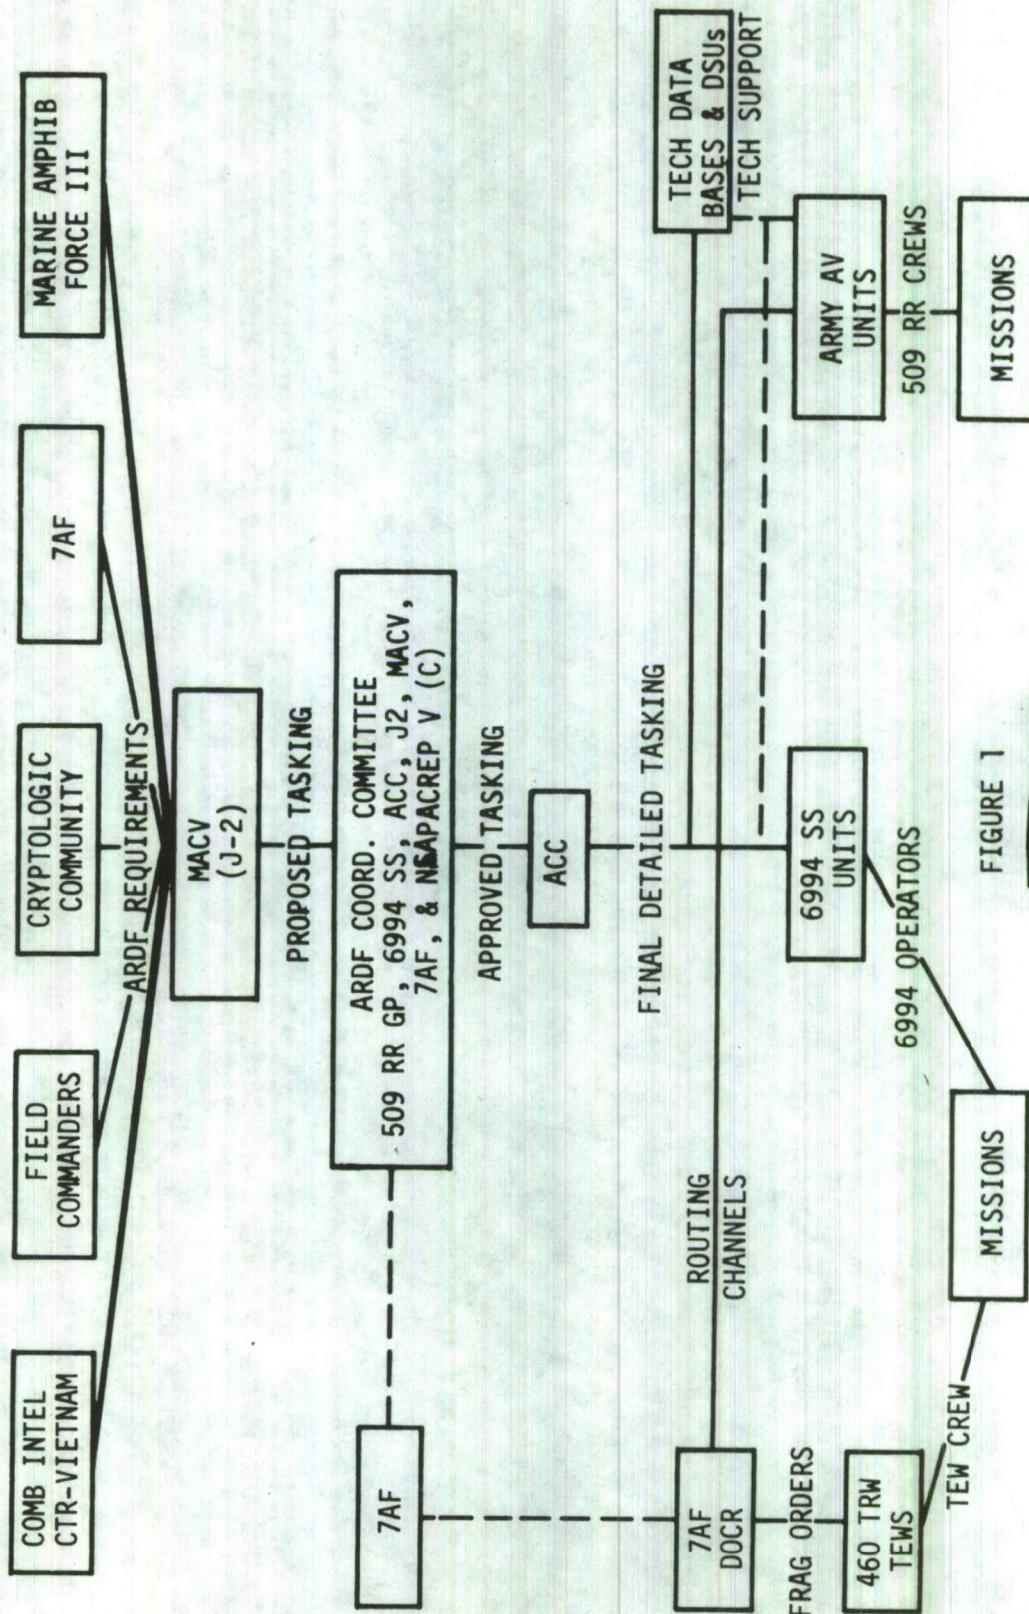 COMB INTEL
CTR-VIETNAM
FIELD
COMMANDERS
CRYPTOLOGIC
COMMUNITY
7AF
MARINE AMPHIB
FORCE III
ARDF REQUIREMENTS
MACV
(J-2)
PROPOSED TASKING
7AF
ARDF COORD. COMMITTEE
509 RR GP, 6994 SS, ACC, J2, MACV,
7AF, & NSAPACREP V (C)
APPROVED TASKING
ACC
FINAL DETAILED TASKING
ROUTING
CHANNELS
TECH DATA
BASES & DSUs
TECH SUPPORT
7AF
DOCR
FRAG ORDERS
6994 SS
UNITS
ARMY AV
UNITS
460 TRW
TEWS
6994 OPERATORS
509 RR CREWS
TEW CREW
MISSIONS
MISSIONS
FIGURE 1